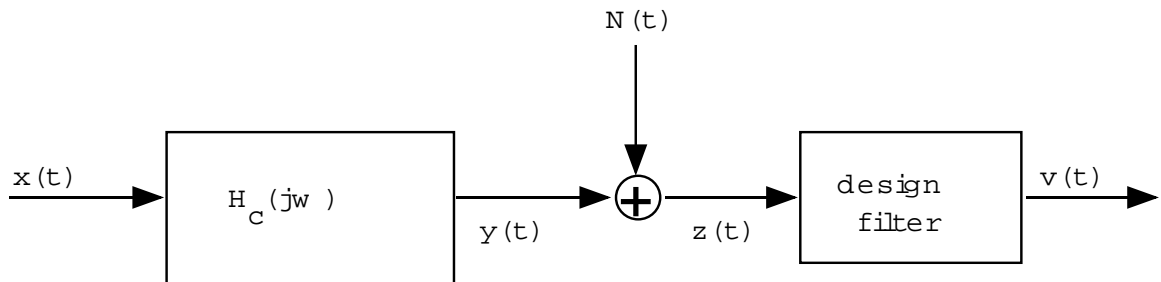 N(t)
x(t)
H_c(jw )
y(t)
+
z(t)
design
filter
v(t)